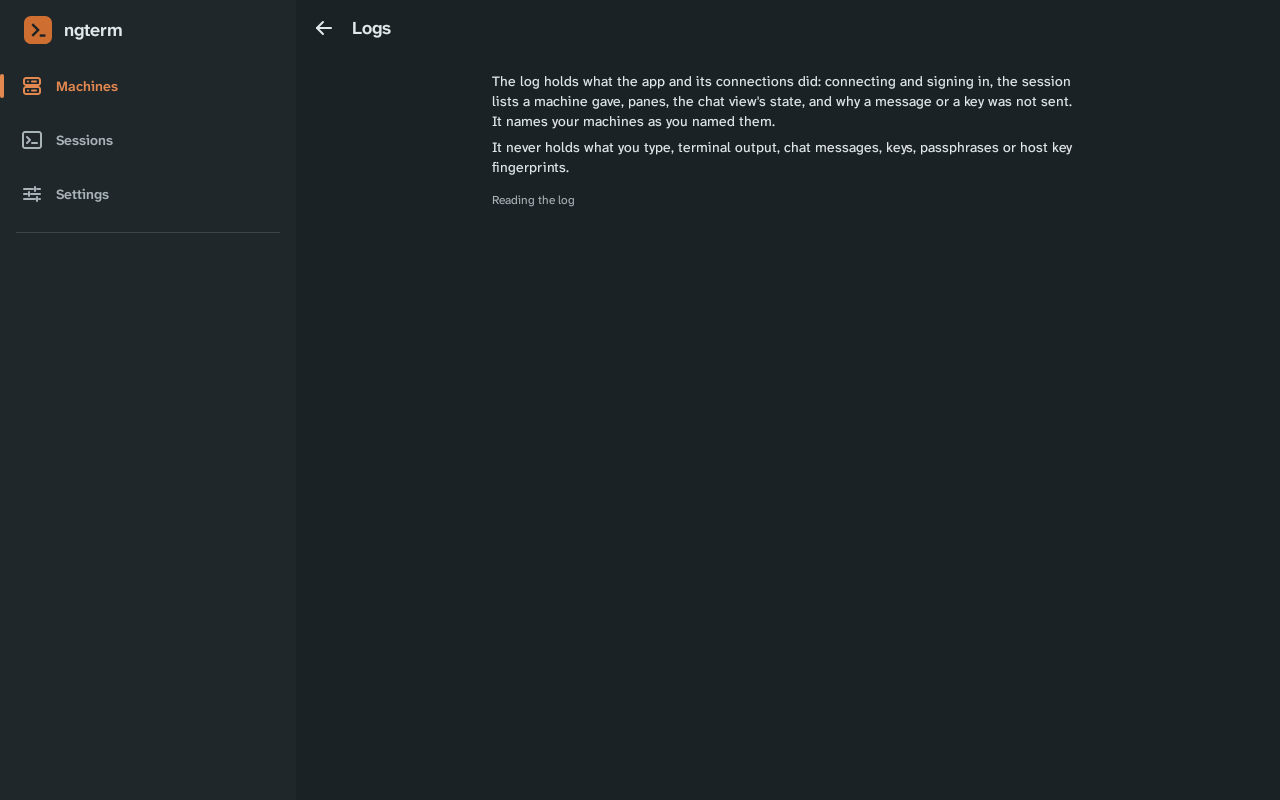 ngterm
Machines
Sessions
Settings
Logs
The log holds what the app and its connections did: connecting and signing in, the session
lists a machine gave, panes, the chat view's state, and why a message or a key was not sent.
It names your machines as you named them.
It never holds what you type, terminal output, chat messages, keys, passphrases or host key
fingerprints.
Reading the log